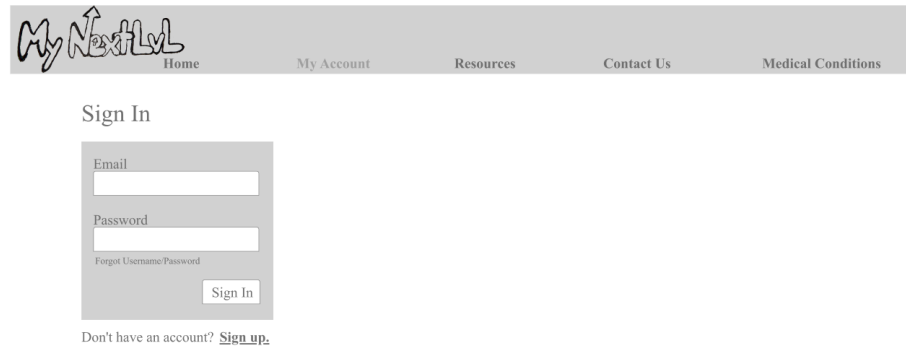 My NextLvL
Home My Account Resources Contact Us Medical Conditions
Sign In
Email
Password
Forgot Username/Password
Sign In
Don't have an account? Sign up.